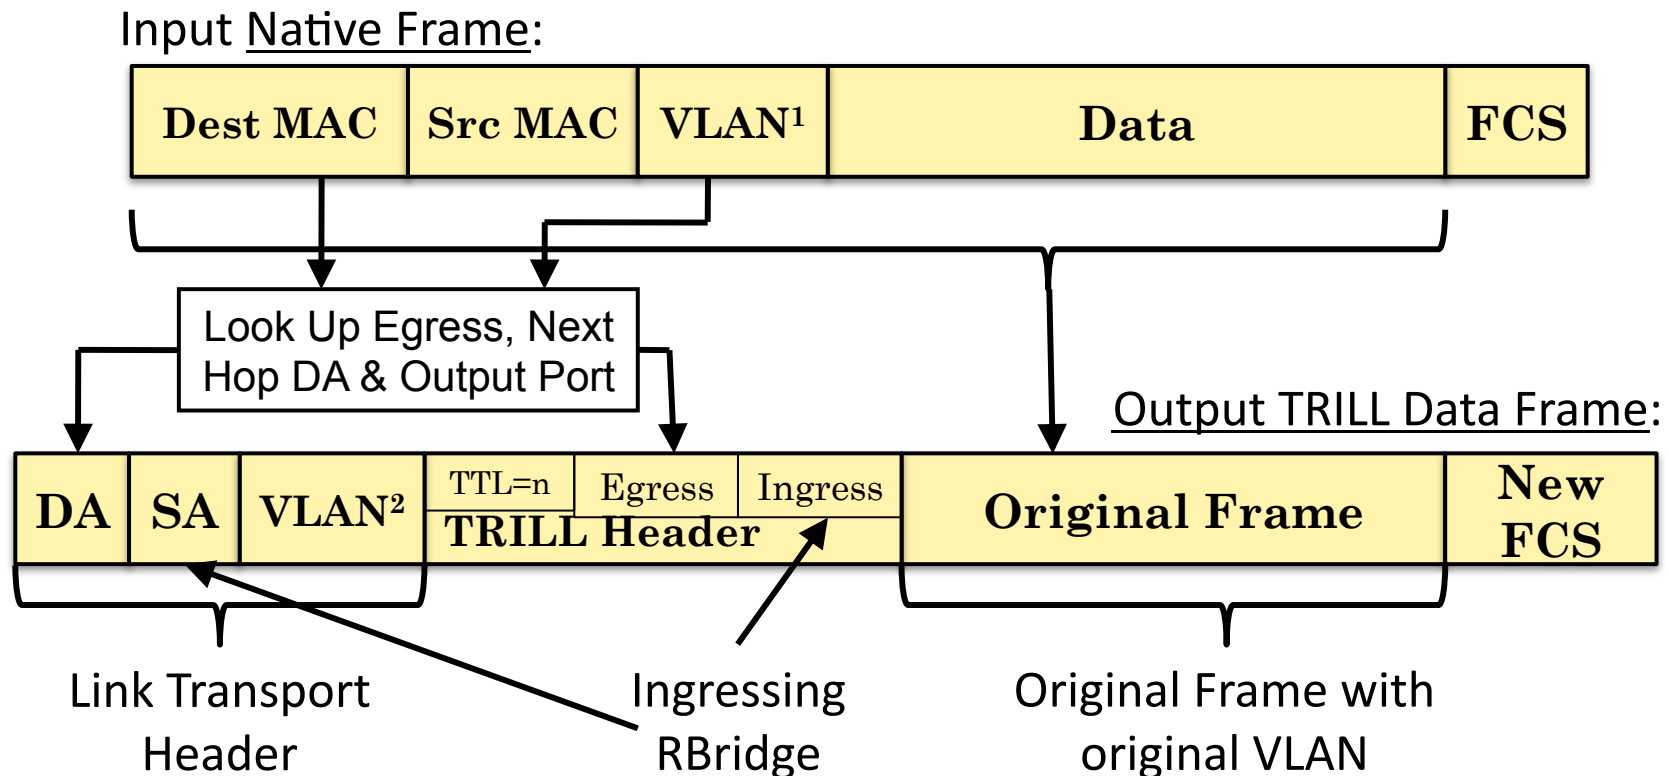 Input Native Frame:
Dest MAC
Src MAC
VLAN¹
Data
FCS
Look Up Egress, Next
Hop DA & Output Port
Output TRILL Data Frame:
DA
SA
VLAN²
TTL=n
Egress
Ingress
TRILL Header
Original Frame
New
FCS
Link Transport
Header
Ingressing
RBridge
Original Frame with
original VLAN